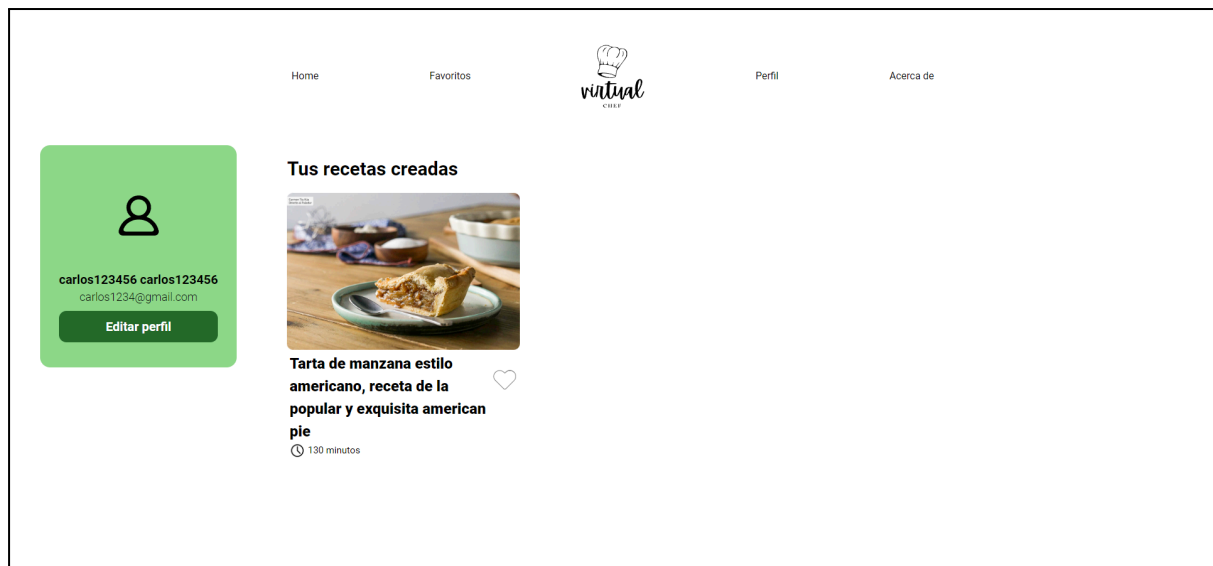 Home
Favoritos
virtual
CHEF
Perfil
Acerca de
carlos123456 carlos123456
carlos1234@gmail.com
Editar perfil
Tus recetas creadas
Tarta de manzana estilo
americano, receta de la
popular y exquisita american
pie
130 minutos